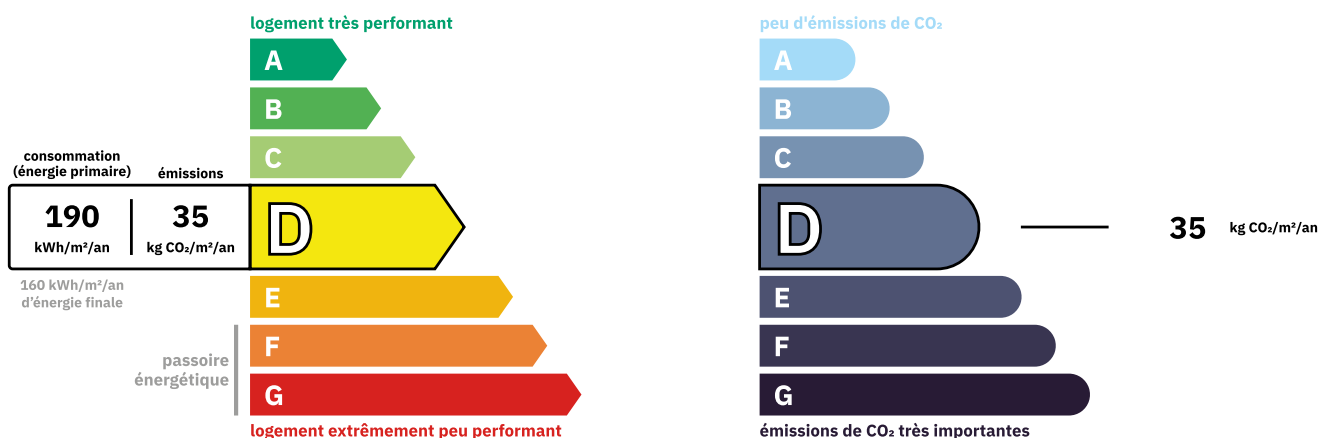 logement très performant
A
B
C
consommation
(énergie primaire)
émissions
190
kWh/m²/an
35
kg CO₂/m²/an
D
160 kWh/m²/an
d'énergie finale
E
passoire
énergétique
F
G
logement extrêmement peu performant
peu d'émissions de CO₂
A
B
C
D
35 kg CO₂/m²/an
E
F
G
émissions de CO₂ très importantes